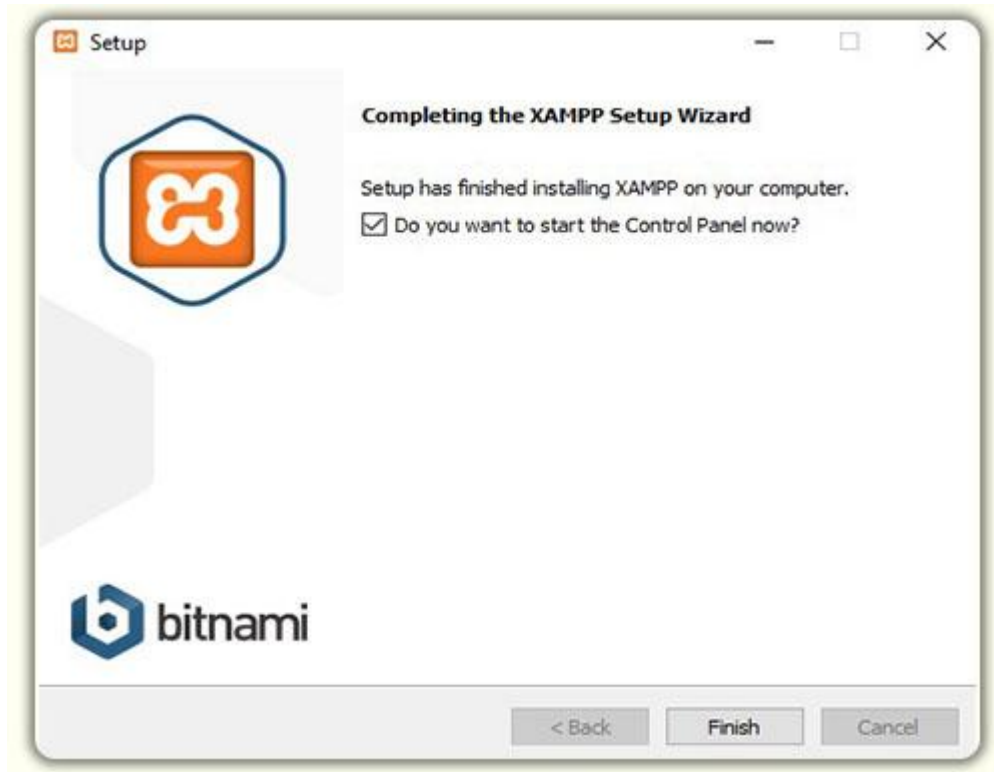 Setup
Completing the XAMPP Setup Wizard
Setup has finished installing XAMPP on your computer.
Do you want to start the Control Panel now?
bitnami
< Back
Finish
Cancel